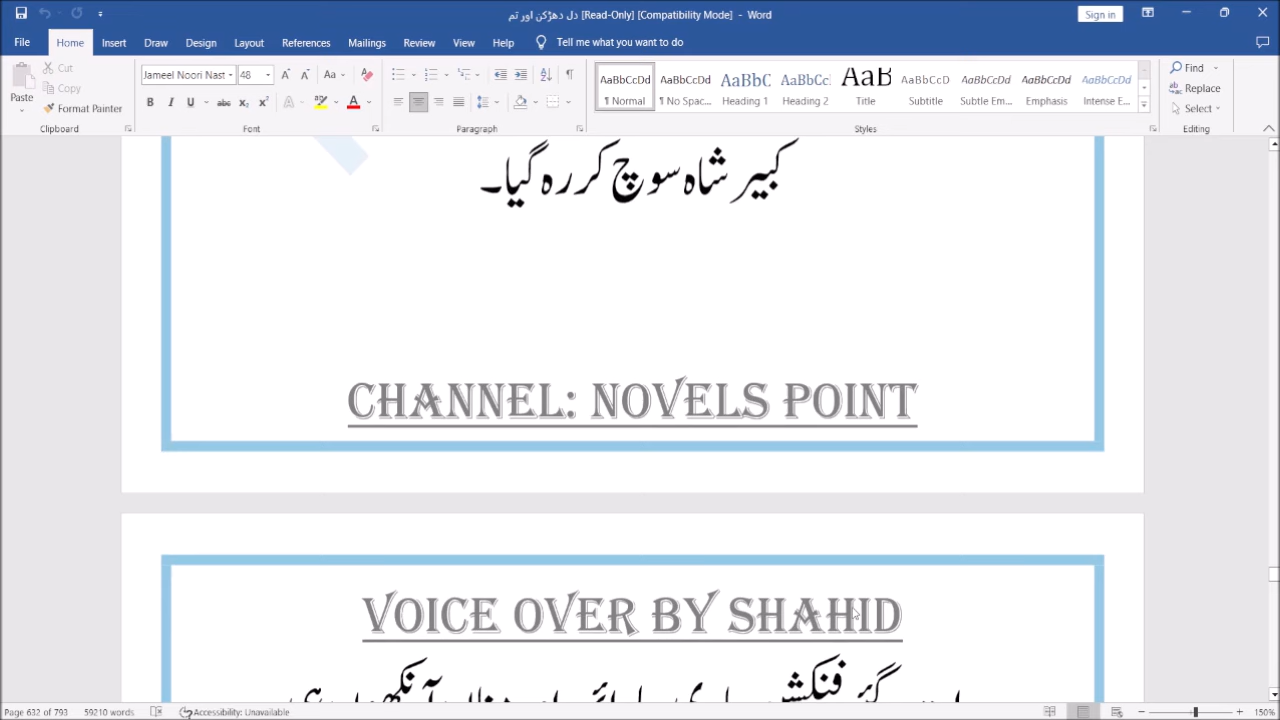 دل دھڑکن اور تم [Read-Only] [Compatibility Mode] - Word
Sign in
File Home Insert Draw Design Layout References Mailings Review View Help Tell me what you want to do
Paste
Cut
Copy
Format Painter
Clipboard
Jameel Noori Nast 48
Font
Paragraph
AaBbCcDd AaBbCcDd AaBbC AaBbCc AaB AaBbCcD AaBbCcDd AaBbCcDd AaBbCcDd
¶ Normal ¶ No Spac... Heading 1 Heading 2 Title Subtitle Subtle Em... Emphasis Intense E...
Styles
Find
Replace
Select
Editing
کبیر شاہ سوچ کر رہ گیا۔
CHANNEL: NOVELS POINT
VOICE OVER BY SHAHID
گئے فنکشن
Page 632 of 793 59210 words Accessibility: Unavailable 150%